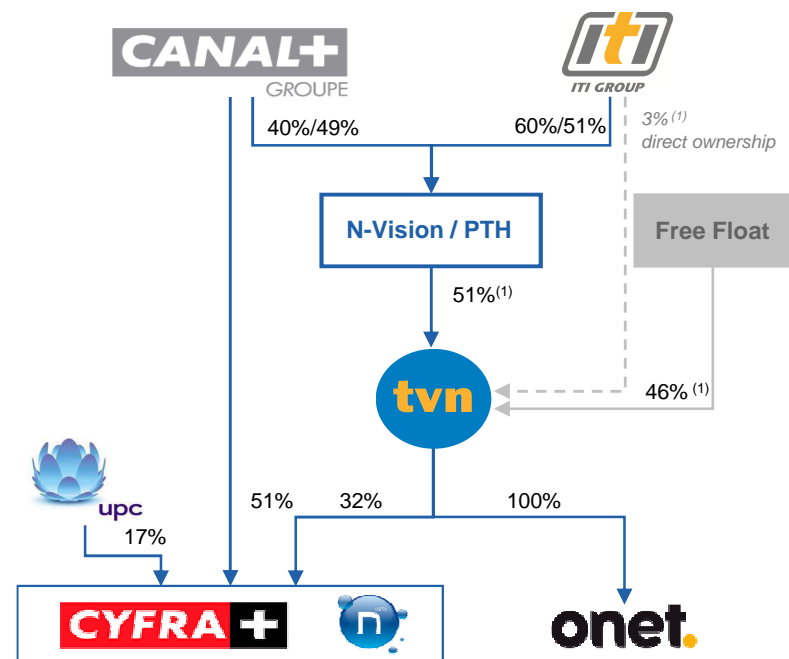 CANAL+
GROUPE
iti
ITI GROUP
40%/49%
60%/51%
3% (1)
direct ownership
N-Vision / PTH
Free Float
51%(1)
tvn
46% (1)
upc
17%
51%
32%
100%
CYFRA+
n
onet.